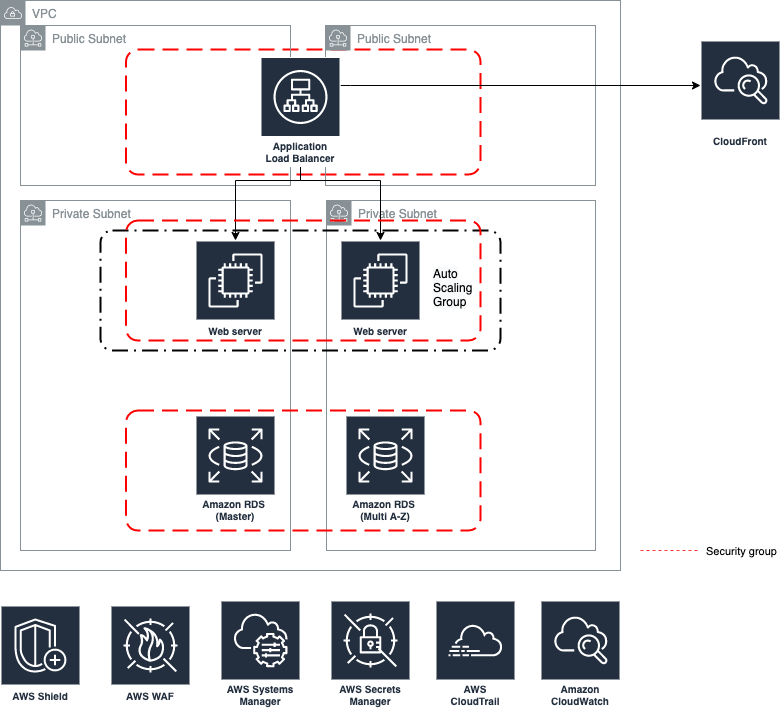 VPC
Public Subnet
Public Subnet
Application
Load Balancer
CloudFront
Private Subnet
Private Subnet
Auto
Scaling
Group
Web server
Web server
Amazon RDS
(Master)
Amazon RDS
(Multi A-Z)
Security group
AWS Shield
AWS WAF
AWS Systems
Manager
AWS Secrets
Manager
AWS
CloudTrail
Amazon
CloudWatch